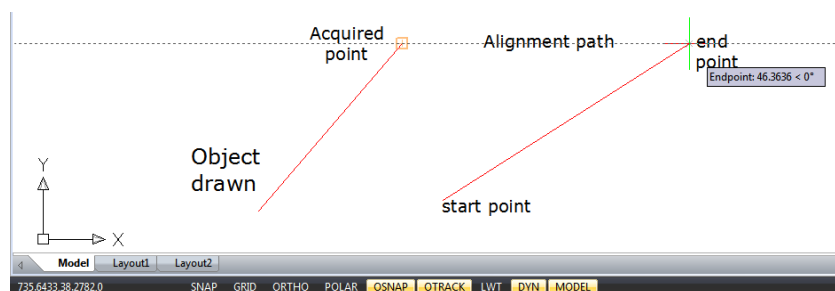 Acquired
point
Alignment path
end
point
Endpoint: 46.3636 < 0°
Object
drawn
start point
Y
X
Model Layout1 Layout2
735.6433,38.2782,0 SNAP GRID ORTHO POLAR OSNAP OTRACK LWT DYN MODEL